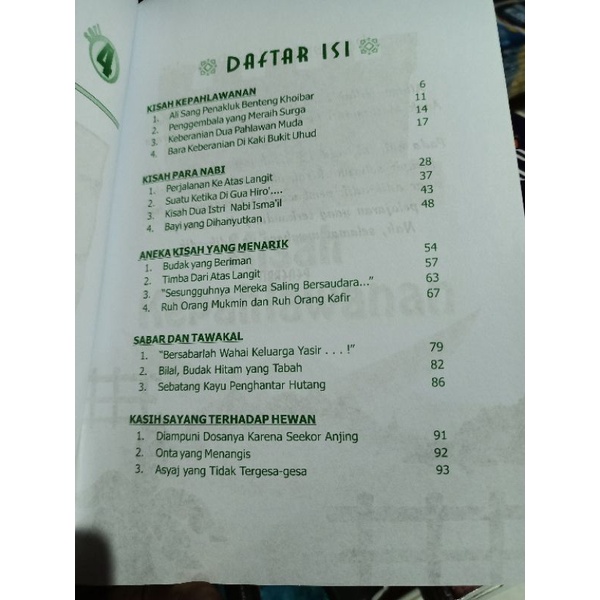 4
DAFTAR ISI
KISAH KEPAHLAWANAN
1. Ali Sang Penakluk Benteng Khoibar 6
2. Penggembala yang Meraih Surga 11
3. Keberanian Dua Pahlawan Muda 14
4. Bara Keberanian Di Kaki Bukit Uhud 17
KISAH PARA NABI
1. Perjalanan Ke Atas Langit 28
2. Suatu Ketika Di Gua Hiro'.... 37
3. Kisah Dua Istri Nabi Isma'il 43
4. Bayi yang Dihanyutkan 48
ANEKA KISAH YANG MENARIK
1. Budak yang Beriman 54
2. Timba Dari Atas Langit 57
3. "Sesungguhnya Mereka Saling Bersaudara..." 63
4. Ruh Orang Mukmin dan Ruh Orang Kafir 67
SABAR DAN TAWAKAL
1. "Bersabarlah Wahai Keluarga Yasir . . . !" 79
2. Bilal, Budak Hitam yang Tabah 82
3. Sebatang Kayu Penghantar Hutang 86
KASIH SAYANG TERHADAP HEWAN
1. Diampuni Dosanya Karena Seekor Anjing 91
2. Onta yang Menangis 92
3. Asyaj yang Tidak Tergesa-gesa 93